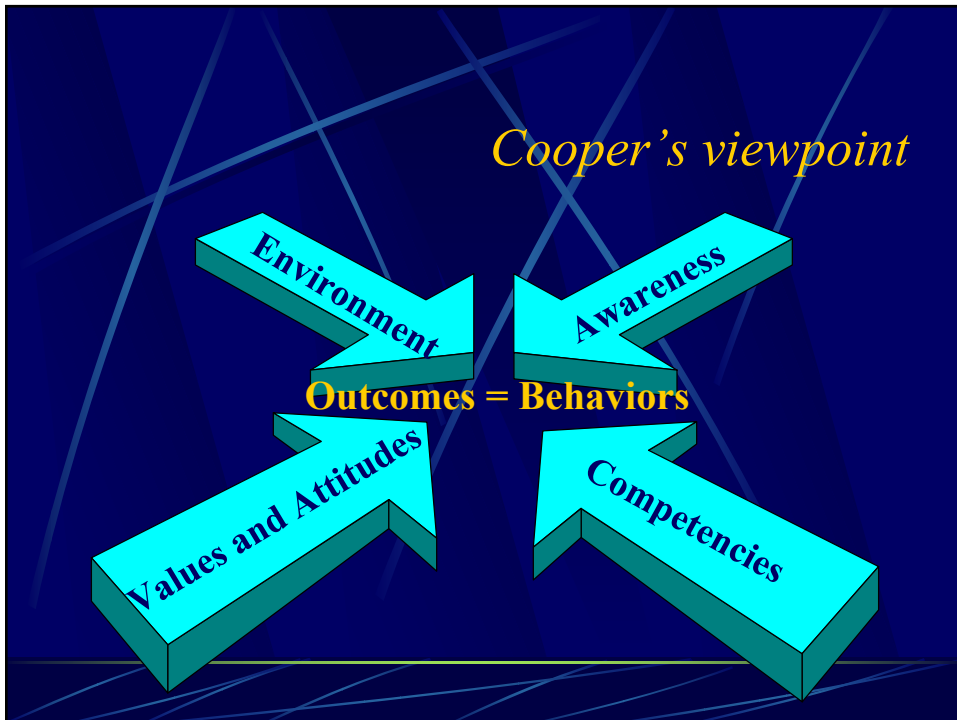 Cooper’s viewpoint
Environment
Awareness
Outcomes = Behaviors
Values and Attitudes
Competencies